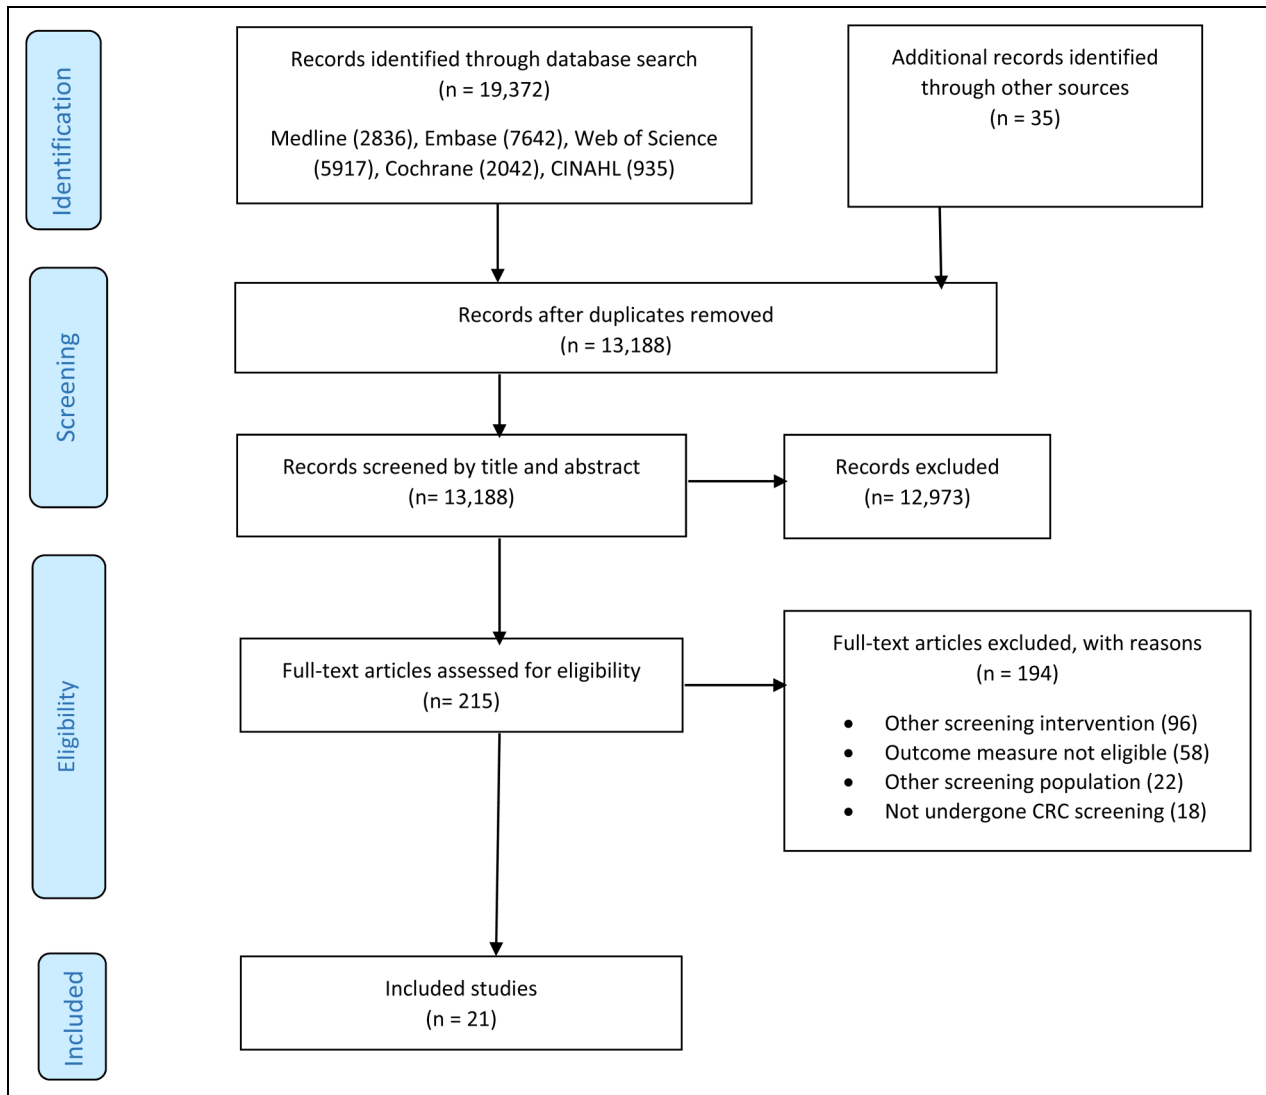 Identification
Records identified through database search
(n = 19,372)
Medline (2836), Embase (7642), Web of Science
(5917), Cochrane (2042), CINAHL (935)
Additional records identified
through other sources
(n = 35)
Screening
Records after duplicates removed
(n = 13,188)
Records screened by title and abstract
(n= 13,188)
Records excluded
(n= 12,973)
Eligibility
Full-text articles assessed for eligibility
(n= 215)
Full-text articles excluded, with reasons
(n = 194)
• Other screening intervention (96)
• Outcome measure not eligible (58)
• Other screening population (22)
• Not undergone CRC screening (18)
Included
Included studies
(n = 21)